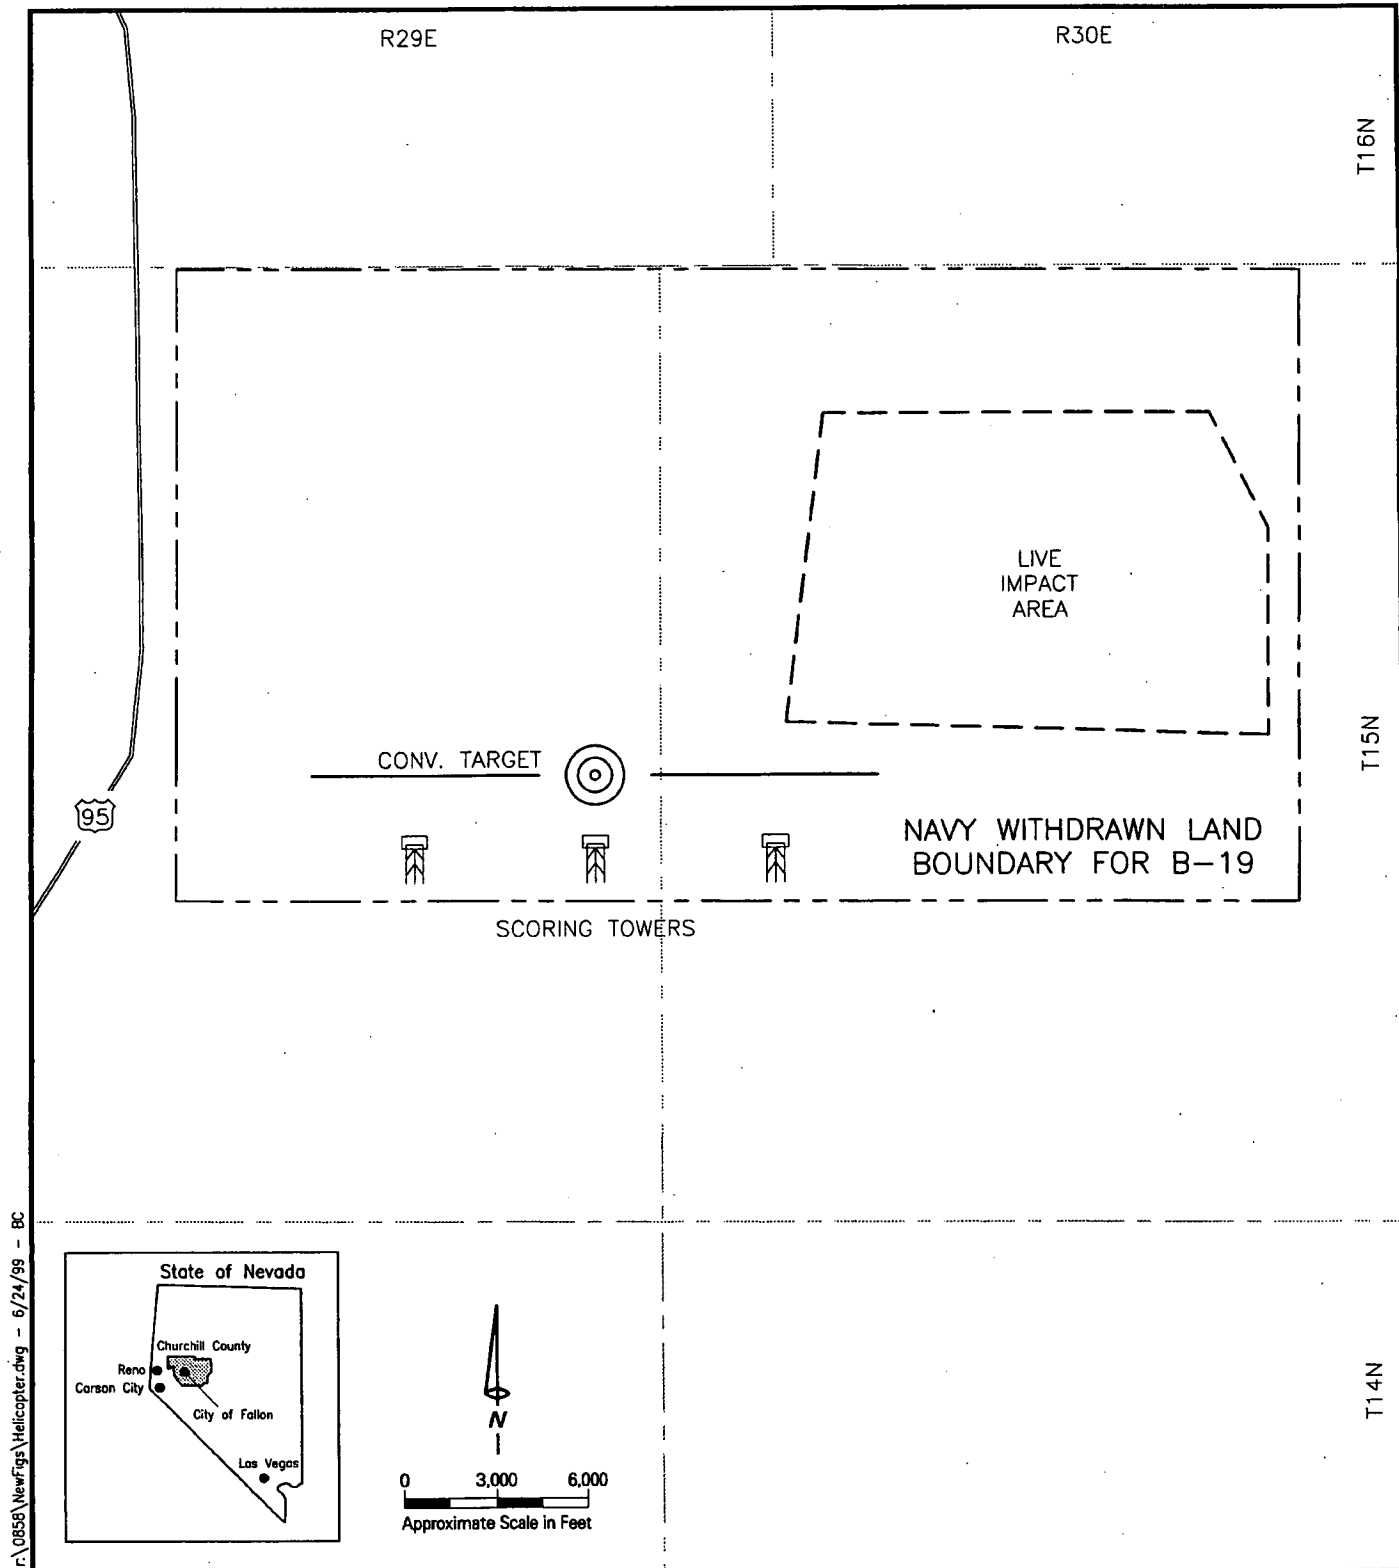 R29E
R30E
T16N
LIVE
IMPACT
AREA
T15N
CONV. TARGET
95
NAVY WITHDRAWN LAND
BOUNDARY FOR B-19
SCORING TOWERS
r:\0858\NewFigs\Helicopter.dwg - 6/24/99 - BC
State of Nevada
Churchill County
Reno
Carson City
City of Fallon
Las Vegas
N
0 3,000 6,000
Approximate Scale in Feet
T14N